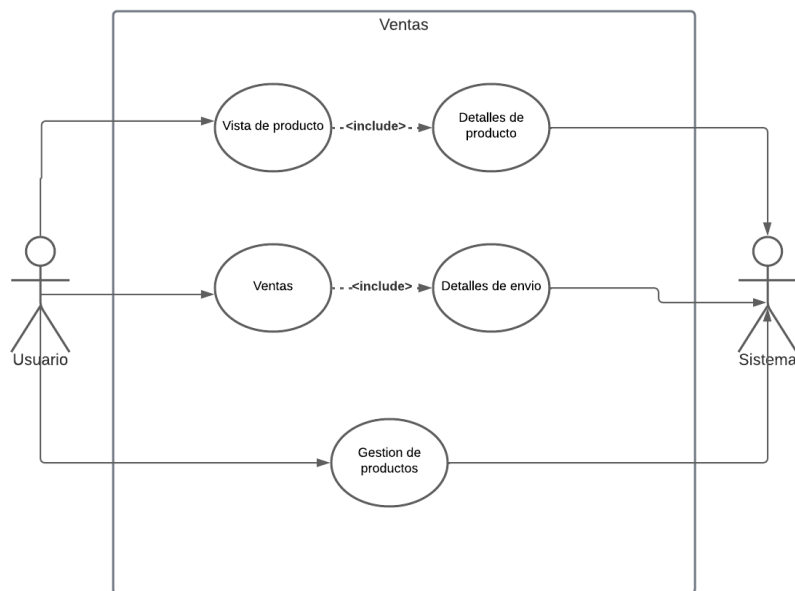 Ventas
Vista de producto
<include>
Detalles de
producto
Ventas
<include>
Detalles de envio
Usuario
Sistema
Gestion de
productos